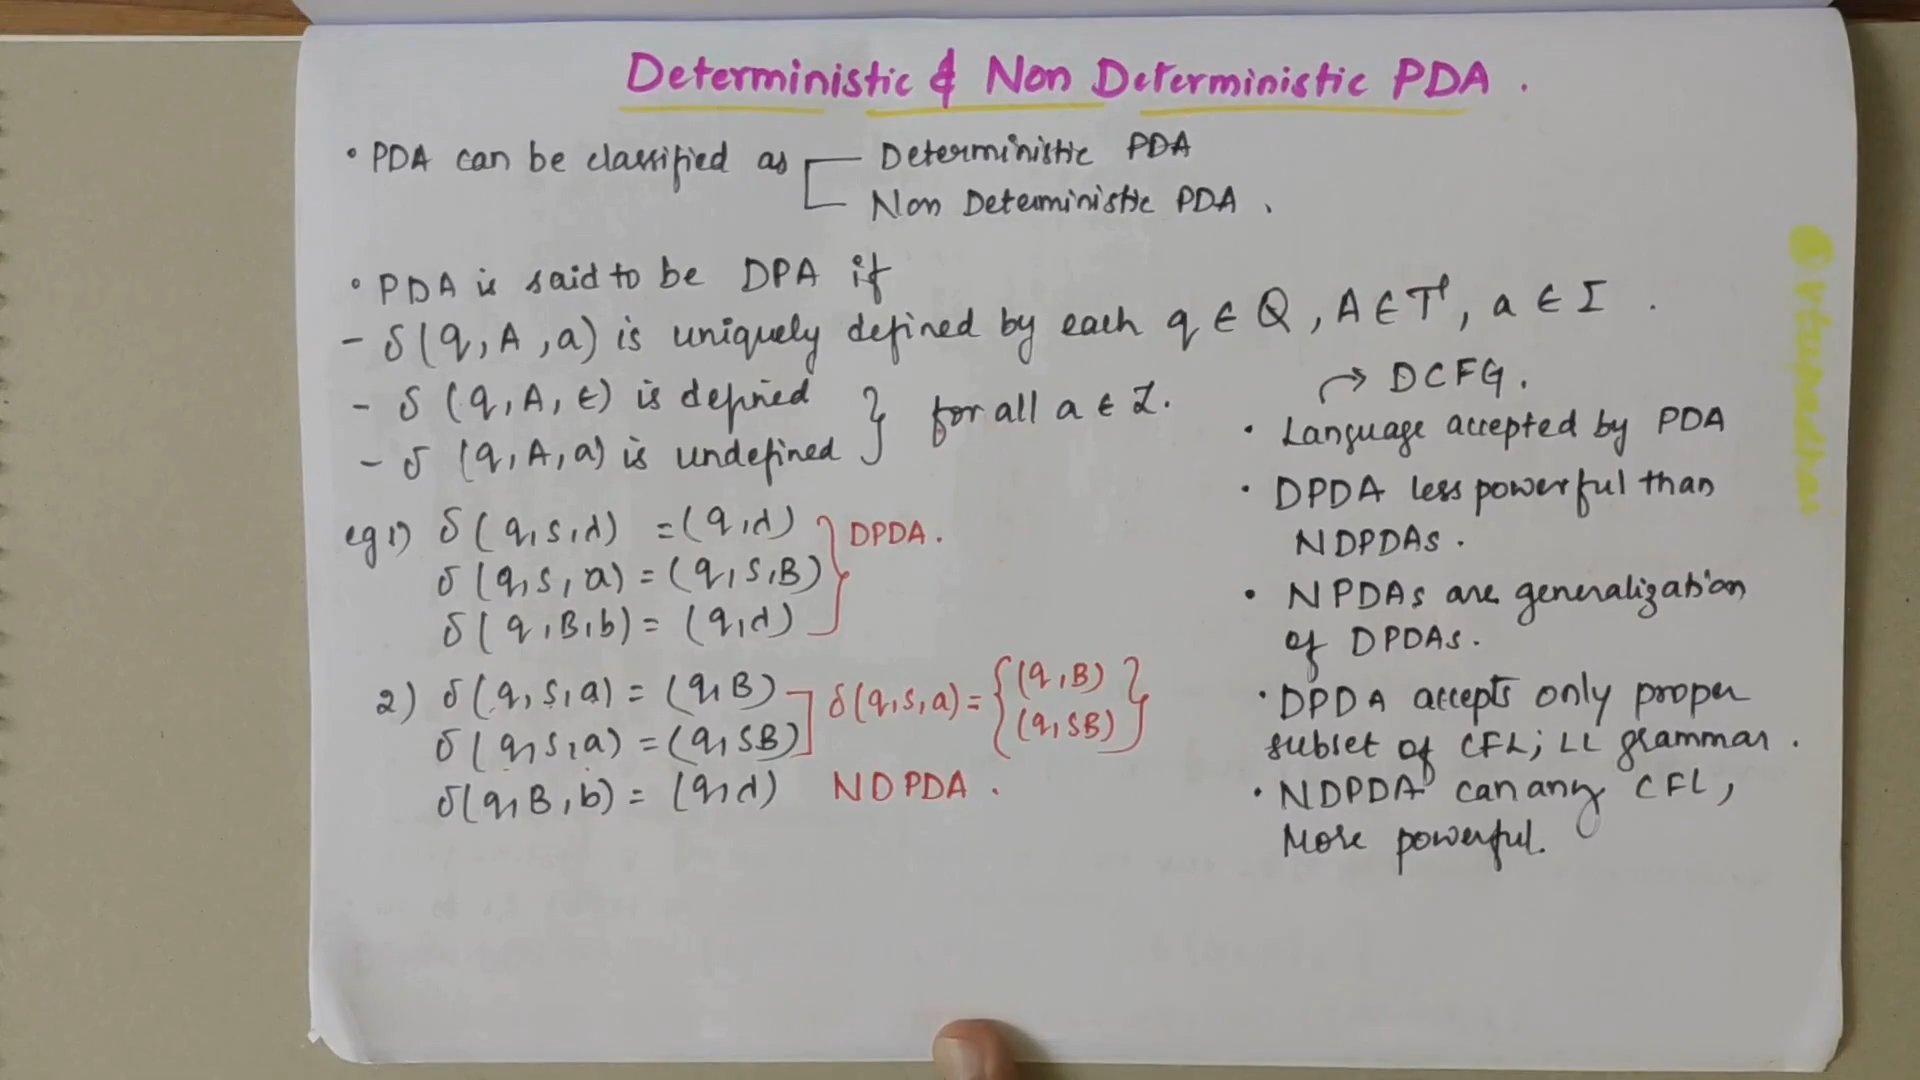 Deterministic & Non Deterministic PDA.
• PDA can be classified as
Deterministic PDA
Non Deterministic PDA.
• PDA is said to be DPA if
- δ(q, A, a) is uniquely defined by each q ∈ Q, A ∈ Γ, a ∈ Σ.
- δ (q, A, ε) is defined
- δ (q, A, a) is undefined
for all a ∈ Σ.
eg 1) δ(q, s, λ) = (q, λ)
δ(q, s, a) = (q, s, B)
δ(q, B, b) = (q, λ)
DPDA.
2) δ(q, s, a) = (q, B)
δ(q, s, a) = (q, SB)
δ(q, B, b) = (q, λ)
δ(q, s, a) = { (q, B)
(q, SB) }
NDPDA.
→ DCFG.
• Language accepted by PDA
• DPDA less powerful than
NDPDAs.
• NPDAs are generalization
of DPDAs.
• DPDA accepts only proper
subset of CFL; LL grammar.
• NDPDA can any CFL,
More powerful.